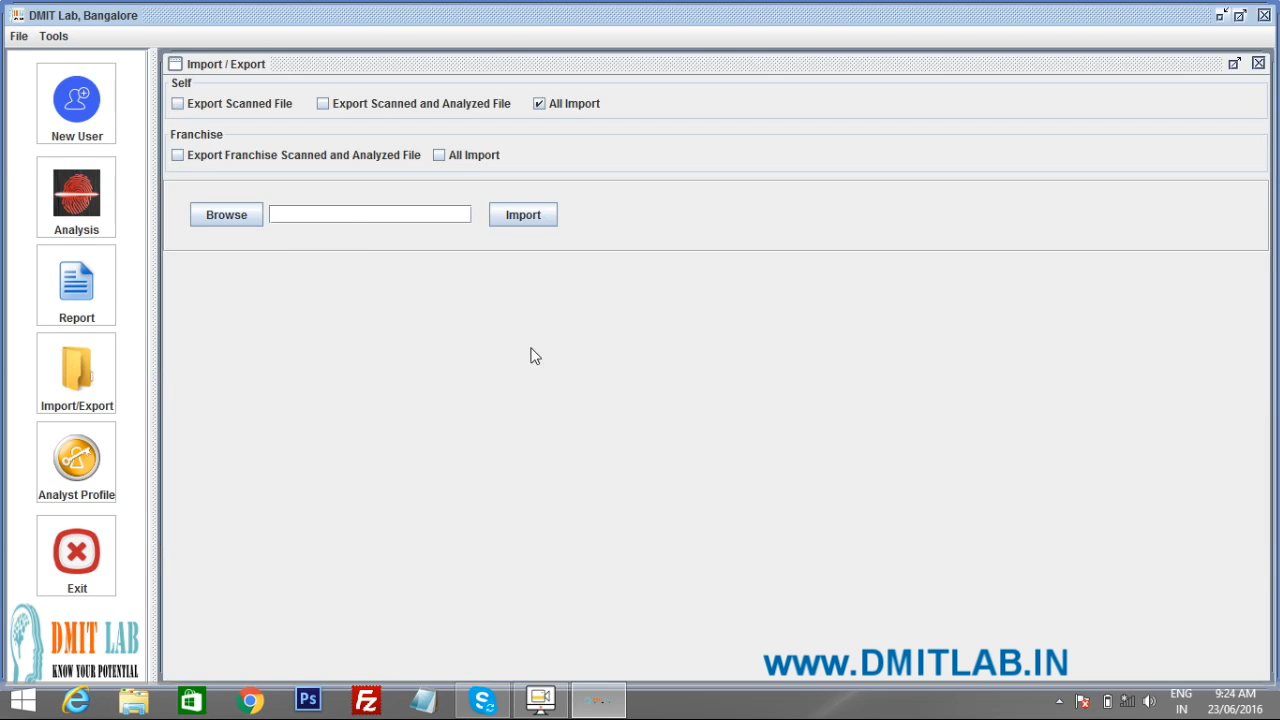 DMIT Lab, Bangalore
File Tools
New User
Analysis
Report
Import/Export
Analyst Profile
Exit
DMIT LAB
KNOW YOUR POTENTIAL
Import / Export
Self
Export Scanned File Export Scanned and Analyzed File All Import
Franchise
Export Franchise Scanned and Analyzed File All Import
Browse Import
www.DMITLAB.IN
Ps
Fz
ENG
IN
9:24 AM
23/06/2016